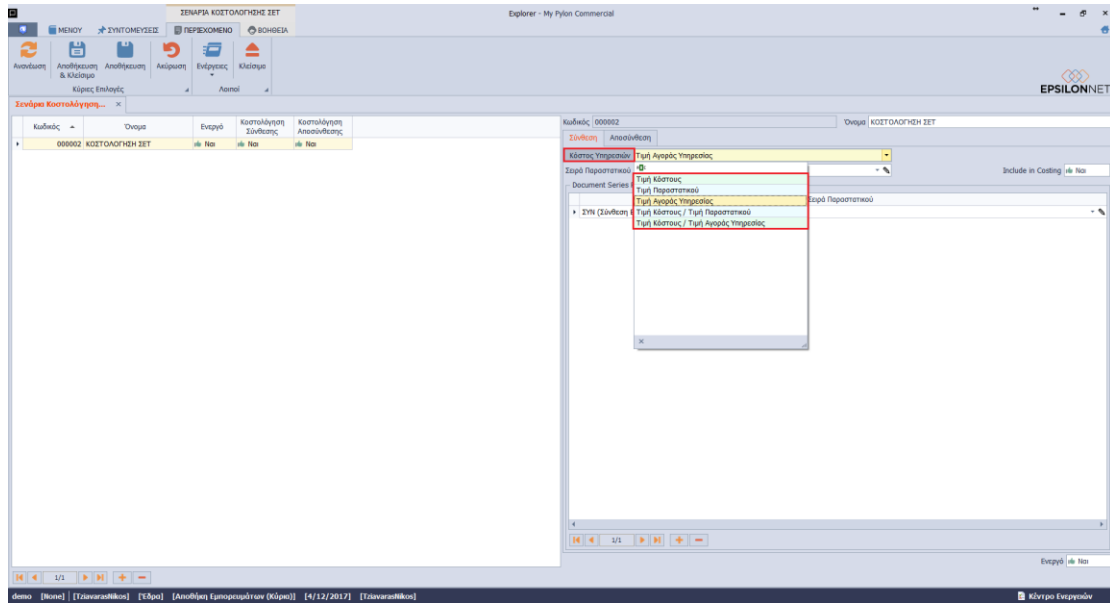 ΣΕΝΑΡΙΑ ΚΟΣΤΟΛΟΓΗΣΗΣ ΣΕΤ
Explorer - My Pylon Commercial
ΜΕΝΟΥ ΣΥΝΤΟΜΕΥΣΕΙΣ ΠΕΡΙΕΧΟΜΕΝΟ ΒΟΗΘΕΙΑ
Ανανέωση Αποθήκευση & Κλείσιμο Αποθήκευση Ακύρωση Ενέργειες Κλείσιμο
Κύριες Επιλογές Λοιποί
EPSILONNET
Σενάρια Κοστολόγηση... ×
Κωδικός Όνομα Ενεργό Κοστολόγηση Σύνθεσης Κοστολόγηση Αποσύνθεσης
000002 ΚΟΣΤΟΛΟΓΗΣΗ ΣΕΤ Ναι Ναι Ναι
Κωδικός 000002 Όνομα ΚΟΣΤΟΛΟΓΗΣΗ ΣΕΤ
Σύνθεση Αποσύνθεση
Κόστος Υπηρεσιών Τιμή Αγοράς Υπηρεσίας
Σειρά Παραστατικού Include in Costing Ναι
Τιμή Κόστους
Document Series
Τιμή Παραστατικού
Τιμή Αγοράς Υπηρεσίας
Σειρά Παραστατικού
ΣΥΝ (Σύνθεση Τιμή Κόστους / Τιμή Παραστατικού
Τιμή Κόστους / Τιμή Αγοράς Υπηρεσίας
1/1
Ενεργό Ναι
1/1
demo [None] [TziavarasNikos] [Έδρα] [Αποθήκη Εμπορευμάτων (Κύρια)] [4/12/2017] [TziavarasNikos]
Κέντρο Ενεργειών